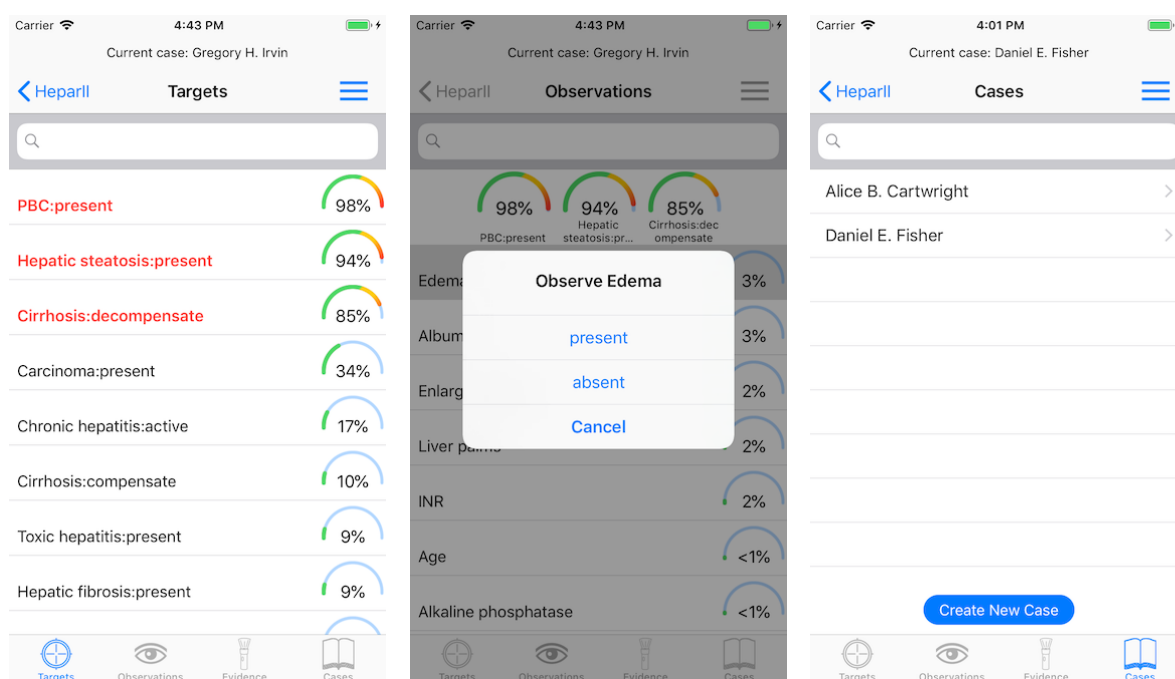 Carrier 4:43 PM
Current case: Gregory H. Irvin
HeparII Targets
PBC:present 98%
Hepatic steatosis:present 94%
Cirrhosis:decompensate 85%
Carcinoma:present 34%
Chronic hepatitis:active 17%
Cirrhosis:compensate 10%
Toxic hepatitis:present 9%
Hepatic fibrosis:present 9%
Targets Observations Evidence Cases
Carrier 4:43 PM
Current case: Gregory H. Irvin
HeparII Observations
98% 94% 85%
PBC:present
Hepatic
steatosis:pr...
Cirrhosis:dec
ompensate
Edema 3%
Album 3%
Enlarg 2%
Liver palms 2%
INR 2%
Age <1%
Alkaline phosphatase <1%
Observe Edema
present
absent
Cancel
Targets Observations Evidence Cases
Carrier 4:01 PM
Current case: Daniel E. Fisher
HeparII Cases
Alice B. Cartwright
Daniel E. Fisher
Create New Case
Targets Observations Evidence Cases